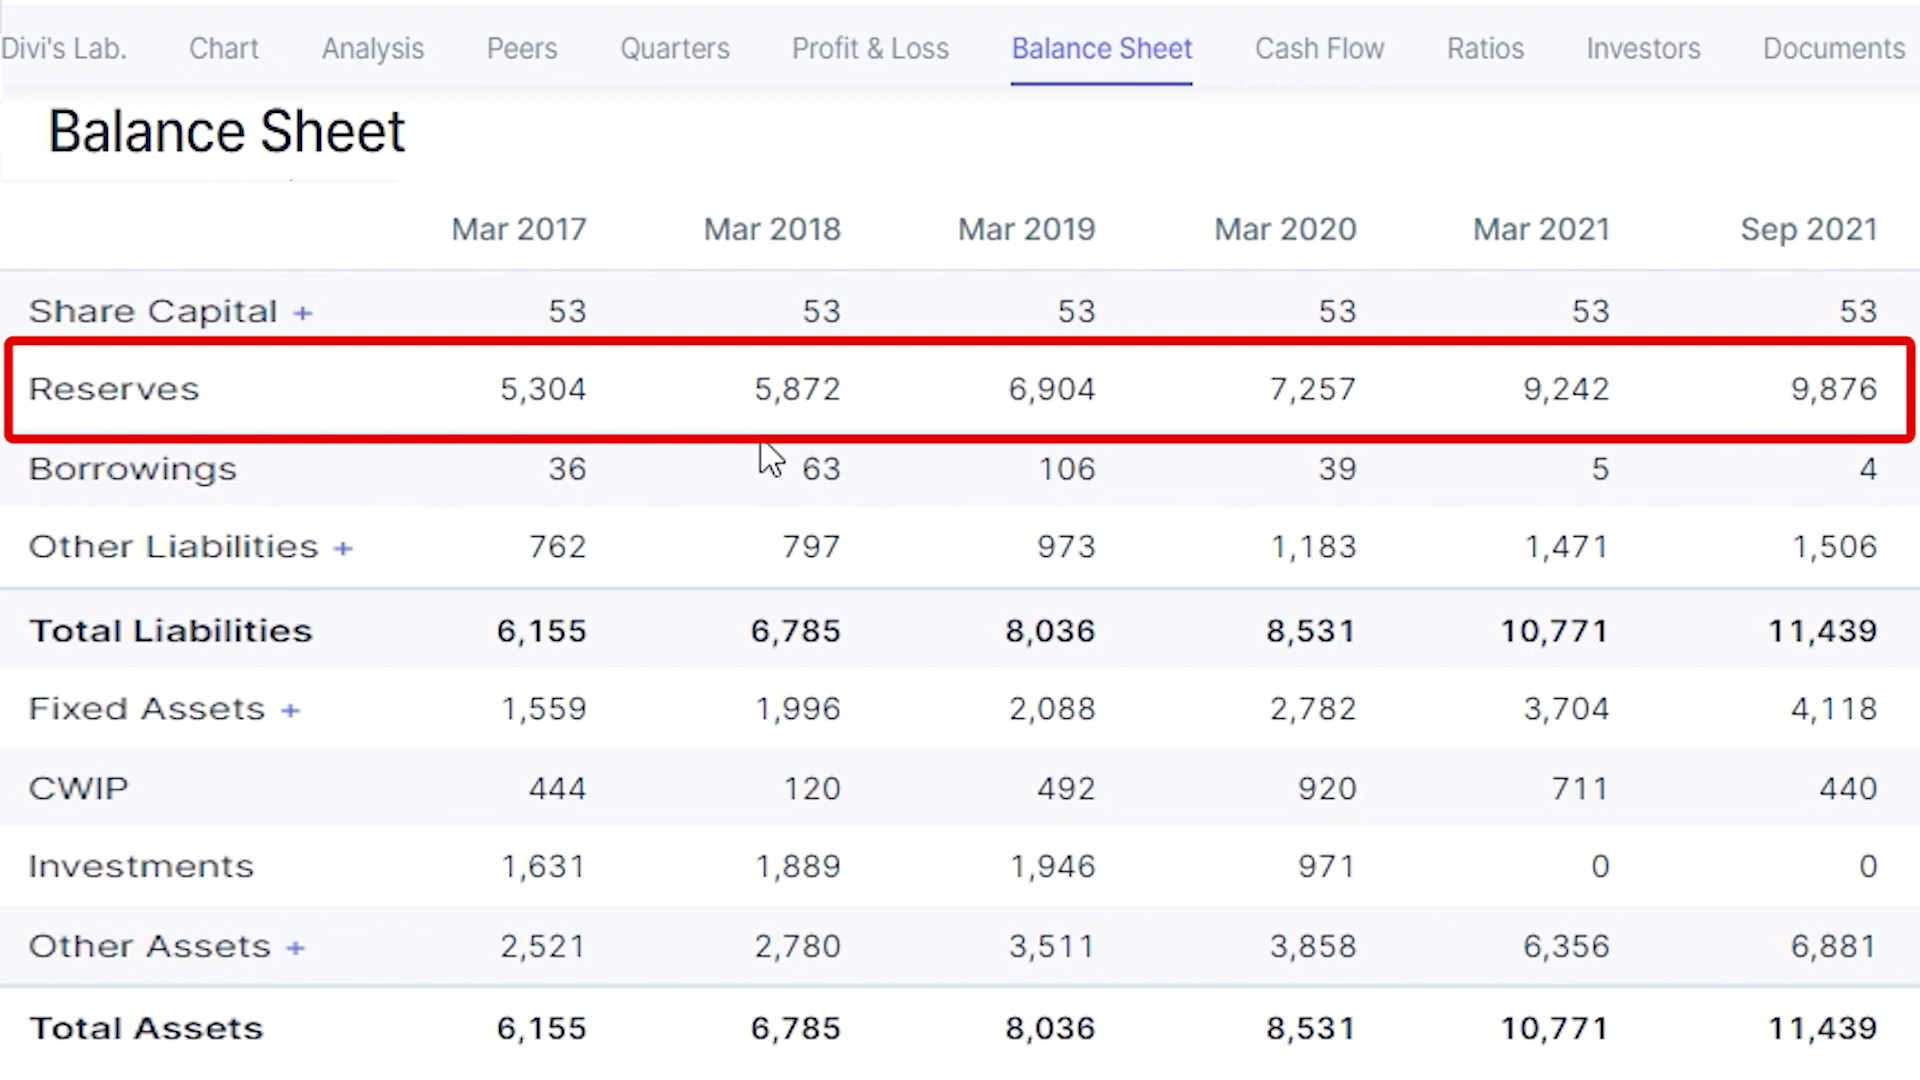 Divi's Lab. Chart Analysis Peers Quarters Profit & Loss Balance Sheet Cash Flow Ratios Investors Documents
Balance Sheet
Mar 2017 Mar 2018 Mar 2019 Mar 2020 Mar 2021 Sep 2021
Share Capital + 53 53 53 53 53 53
Reserves 5,304 5,872 6,904 7,257 9,242 9,876
Borrowings 36 63 106 39 5 4
Other Liabilities + 762 797 973 1,183 1,471 1,506
Total Liabilities 6,155 6,785 8,036 8,531 10,771 11,439
Fixed Assets + 1,559 1,996 2,088 2,782 3,704 4,118
CWIP 444 120 492 920 711 440
Investments 1,631 1,889 1,946 971 0 0
Other Assets + 2,521 2,780 3,511 3,858 6,356 6,881
Total Assets 6,155 6,785 8,036 8,531 10,771 11,439